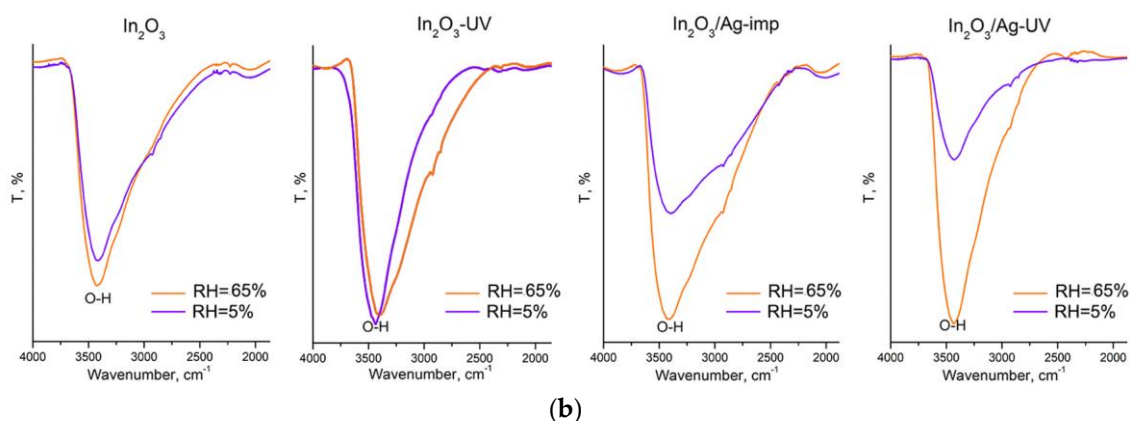 In₂O₃
In₂O₃-UV
In₂O₃/Ag-imp
In₂O₃/Ag-UV
T, %
O-H
RH=65%
RH=5%
4000 3500 3000 2500 2000
Wavenumber, cm⁻¹
T, %
O-H
RH=65%
RH=5%
4000 3500 3000 2500 2000
Wavenumber, cm⁻¹
T, %
O-H
RH=65%
RH=5%
4000 3500 3000 2500 2000
Wavenumber, cm⁻¹
T, %
O-H
RH=65%
RH=5%
4000 3500 3000 2500 2000
Wavenumber, cm⁻¹
(b)